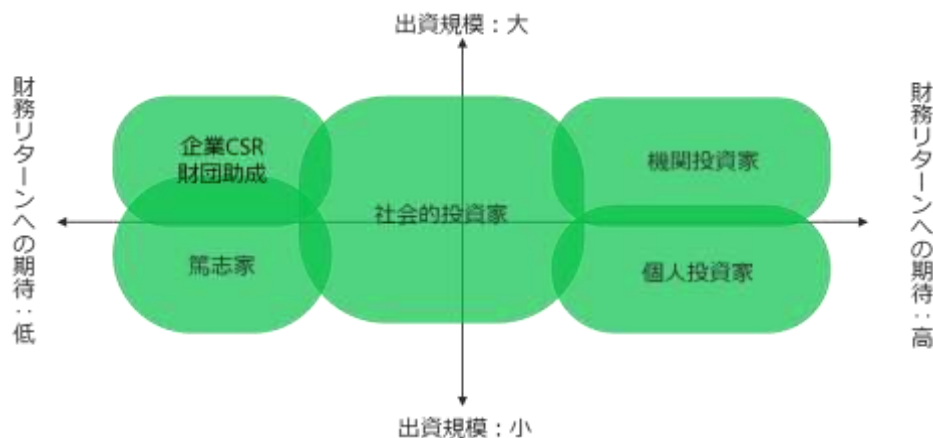 出資規模：大
財務リターンへの期待：低
企業CSR
財団助成
社会的投資家
機関投資家
篤志家
個人投資家
財務リターンへの期待：高
出資規模：小